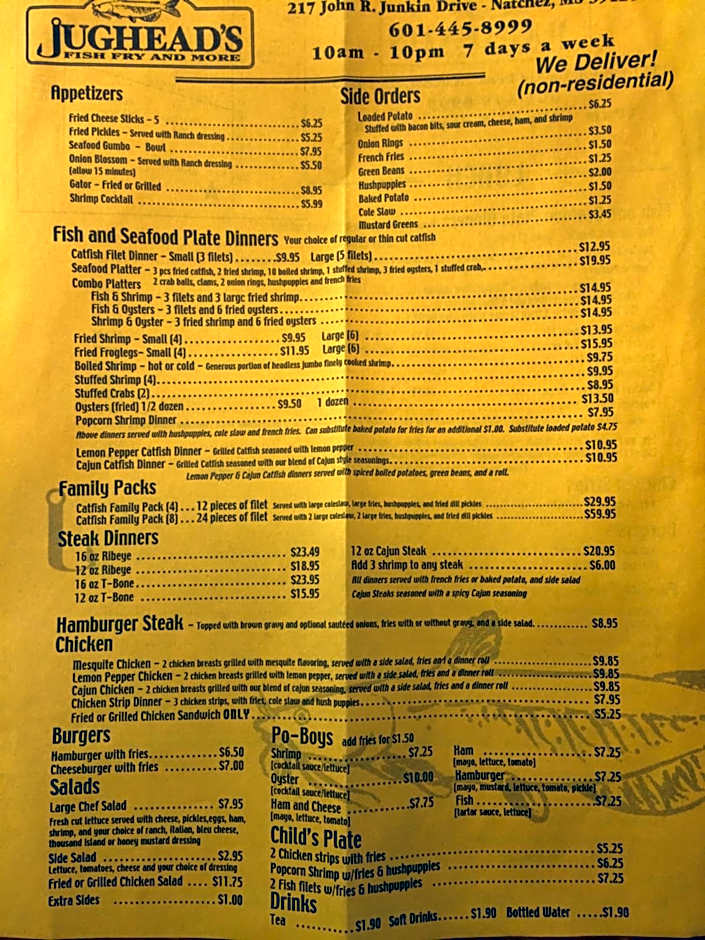 217 John R. Junkin Drive - Natchez,
601-445-8999
10am - 10pm 7 days a week
JUGHEAD'S
FISH FRY AND MORE
We Deliver!
(non-residential)
Appetizers
Fried Cheese Sticks - 5 $6.25
Fried Pickles - Served with Ranch dressing $5.25
Seafood Gumbo - Bowl $7.95
Onion Blossom - Served with Ranch dressing $5.50
(allow 15 minutes)
Gator - Fried or Grilled $8.95
Shrimp Cocktail $5.99
Side Orders
Loaded Potato $6.25
Stuffed with bacon bits, sour cream, cheese, ham, and shrimp
Onion Rings $3.50
French Fries $1.50
Green Beans $1.25
Hushpuppies $2.00
Baked Potato $1.50
Cole Slaw $1.25
Mustard Greens $3.45
Fish and Seafood Plate Dinners Your choice of regular or thin cut catfish
Catfish Filet Dinner - Small (3 filets) $9.95 Large (5 filets) $12.95
Seafood Platter - 3 pcs fried catfish, 2 fried shrimp, 10 boiled shrimp, 1 stuffed shrimp, 3 fried oysters, 1 stuffed crab, $19.95
2 crab balls, clams, 2 onion rings, hushpuppies and french fries
Combo Platters
Fish & Shrimp - 3 filets and 3 large fried shrimp $14.95
Fish & Oysters - 3 filets and 6 fried oysters $14.95
Shrimp & Oyster - 3 fried shrimp and 6 fried oysters $14.95
Fried Shrimp - Small (4) $9.95 Large (6) $13.95
Fried Froglegs- Small (4) $11.95 Large (6) $15.95
Boiled Shrimp - hot or cold - Generous portion of headless jumbo finely cooked shrimp $9.75
Stuffed Shrimp (4) $9.95
Stuffed Crabs (2) $8.95
Oysters (fried) 1/2 dozen $9.50 1 dozen $13.50
Popcorn Shrimp Dinner $7.95
Above dinners served with hushpuppies, cole slaw and french fries. Can substitute baked potato for fries for an additional $1.00. Substitute loaded potato $4.75
Lemon Pepper Catfish Dinner - Grilled Catfish seasoned with lemon pepper $10.95
Cajun Catfish Dinner - Grilled Catfish seasoned with our blend of Cajun style seasonings $10.95
Lemon Pepper & Cajun Catfish dinners served with spiced boiled potatoes, green beans, and a roll.
Family Packs
Catfish Family Pack (4)...12 pieces of filet Served with large coleslaw, large fries, hushpuppies, and fried dill pickles $29.95
Catfish Family Pack (8)...24 pieces of filet Served with 2 large coleslaw, 2 large fries, hushpuppies, and fried dill pickles $59.95
Steak Dinners
16 oz Ribeye $23.49
12 oz Ribeye $18.95
16 oz T-Bone $23.95
12 oz T-Bone $15.95
12 oz Cajun Steak $20.95
Add 3 shrimp to any steak $6.00
All dinners served with french fries or baked potato, and side salad
Cajun Steaks seasoned with a spicy Cajun seasoning
Hamburger Steak - Topped with brown gravy and optional sautéed onions, fries with or without gravy, and a side salad. $8.95
Chicken
Mesquite Chicken - 2 chicken breasts grilled with mesquite flavoring, served with a side salad, fries and a dinner roll $9.85
Lemon Pepper Chicken - 2 chicken breasts grilled with lemon pepper, served with a side salad, fries and a dinner roll $9.85
Cajun Chicken - 2 chicken breasts grilled with our blend of cajun seasoning, served with a side salad, fries and a dinner roll $9.85
Chicken Strip Dinner - 3 chicken strips, with fries, cole slaw and hush puppies $7.95
Fried or Grilled Chicken Sandwich ONLY $5.25
Burgers
Hamburger with fries $6.50
Cheeseburger with fries $7.00
Salads
Large Chef Salad $7.95
Fresh cut lettuce served with cheese, pickles,eggs, ham,
shrimp, and your choice of ranch, italian, bleu cheese,
thousand island or honey mustard dressing
Side Salad $2.95
Lettuce, tomatoes, cheese and your choice of dressing
Fried or Grilled Chicken Salad $11.75
Extra Sides $1.00
Po-Boys add fries for $1.50
Shrimp $7.25
(cocktail sauce/lettuce)
Oyster $10.00
(cocktail sauce/lettuce)
Ham and Cheese $7.75
(mayo, lettuce, tomato)
Ham $7.25
(mayo, lettuce, tomato)
Hamburger $7.25
(mayo, mustard, lettuce, tomato, pickle)
Fish $7.25
(tartar sauce, lettuce)
Child's Plate
2 Chicken strips with fries $5.25
Popcorn Shrimp w/fries & hushpuppies $6.25
2 Fish filets w/fries & hushpuppies $7.25
Drinks
Tea $1.90 Soft Drinks $1.90 Bottled Water $1.90